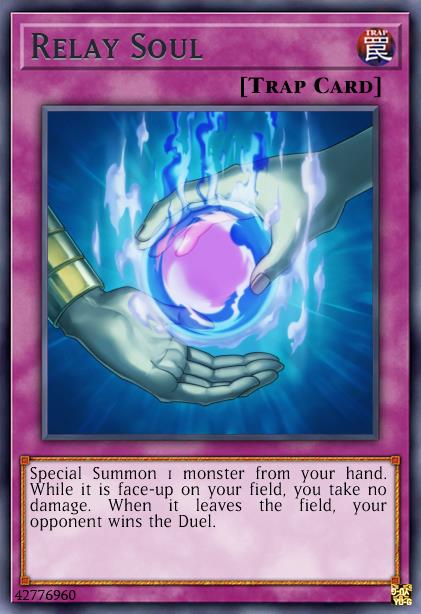 Relay Soul
TRAP
罠
[Trap Card]
Special Summon 1 monster from your hand.
While it is face-up on your field, you take no
damage. When it leaves the field, your
opponent wins the Duel.
42776960